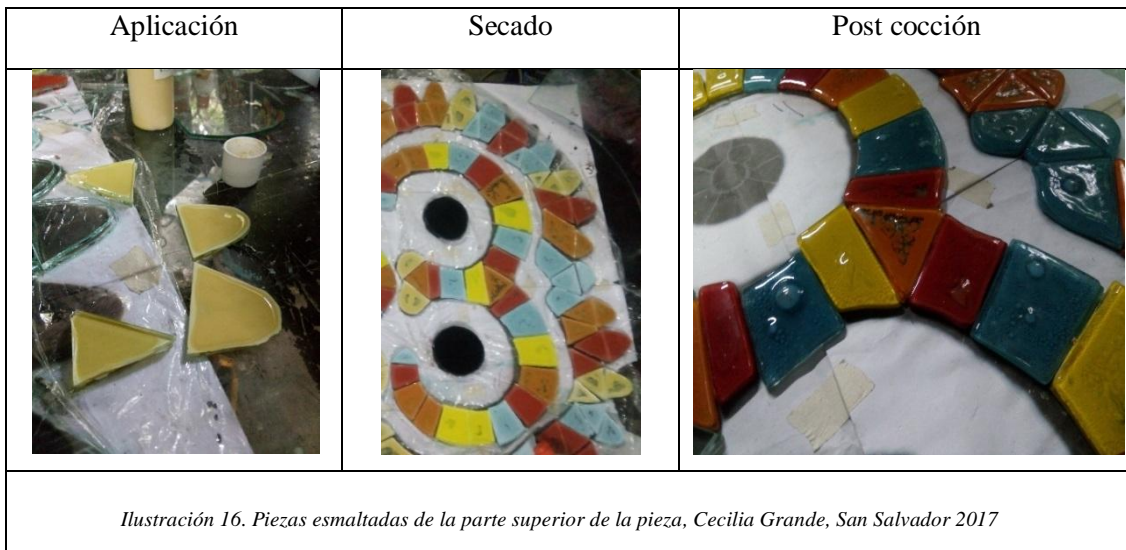 Aplicación
Secado
Post cocción
Ilustración 16. Piezas esmaltadas de la parte superior de la pieza, Cecilia Grande, San Salvador 2017